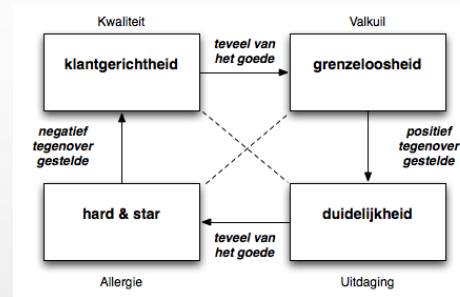 Kwaliteit
Valkuil
klantgerichtheid
teveel van
het goede
grenzeloosheid
negatief
tegenover
gestelde
positief
tegenover
gestelde
hard & star
teveel van
het goede
duidelijkheid
Allergie
Uitdaging